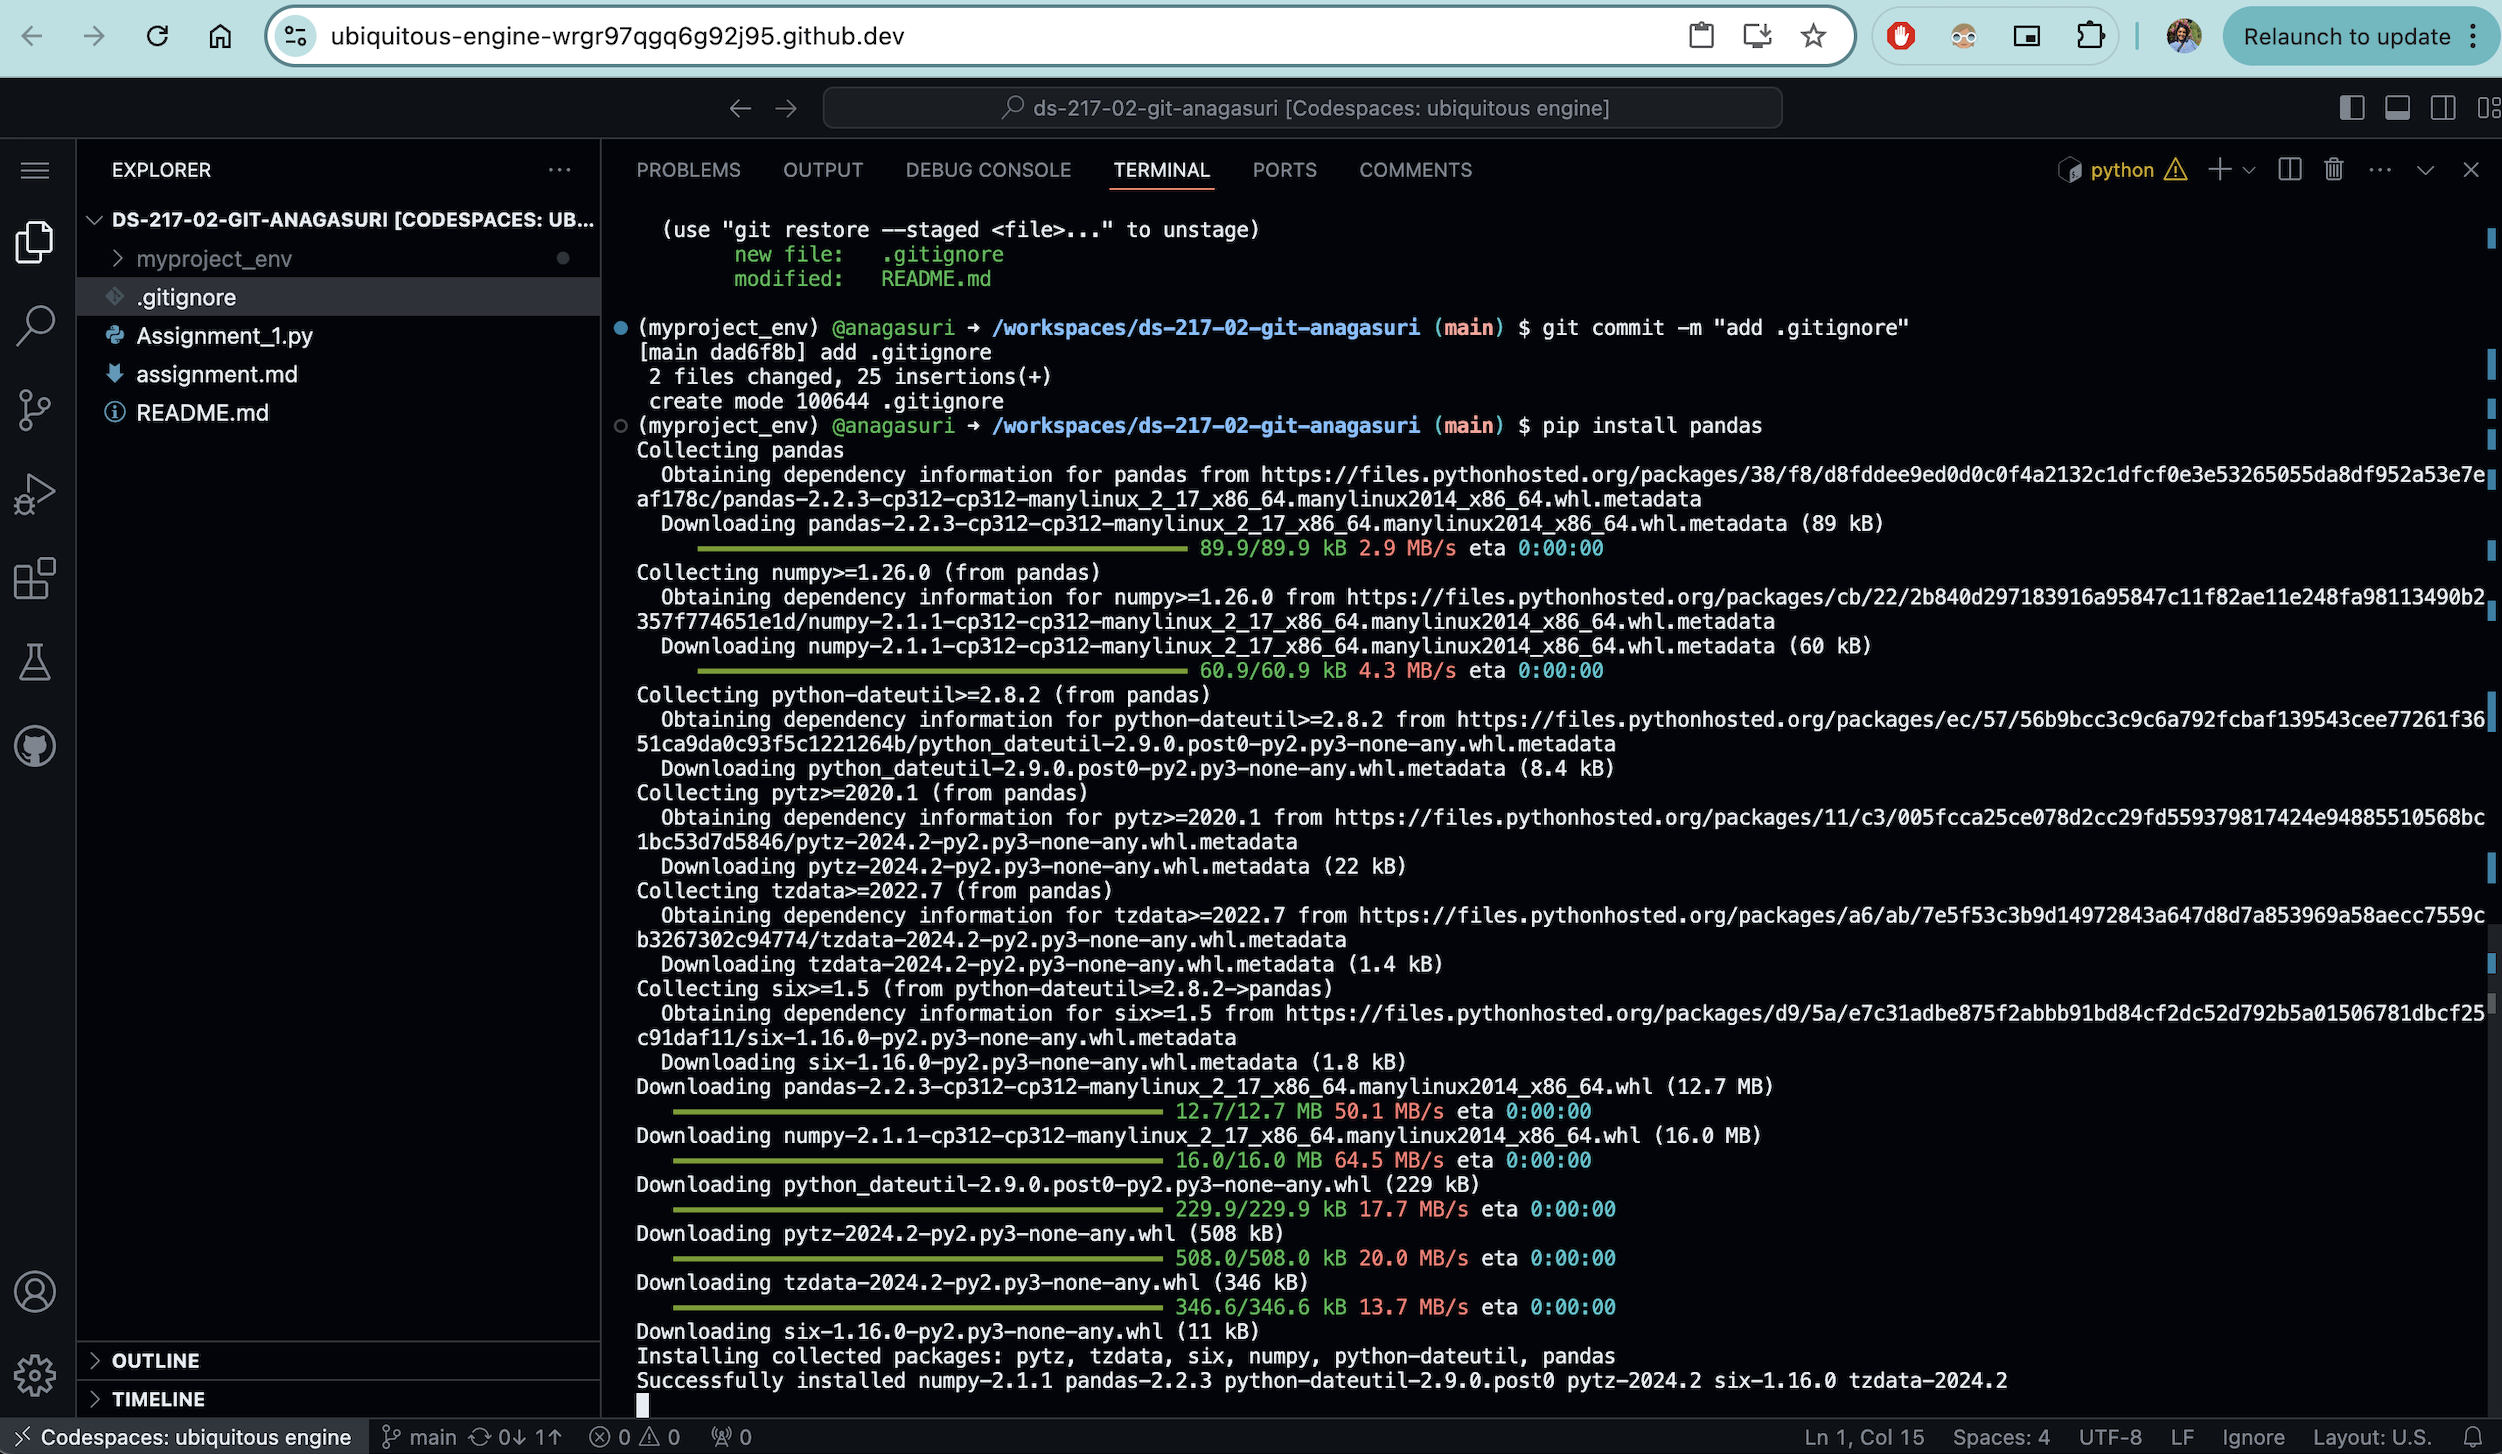 ubiquitous-engine-wrgr97qgq6g92j95.github.dev
Relaunch to update
ds-217-02-git-anagasuri [Codespaces: ubiquitous engine]
EXPLORER
DS-217-02-GIT-ANAGASURI [CODESPACES: UB...
myproject_env
.gitignore
Assignment_1.py
assignment.md
README.md
OUTLINE
TIMELINE
PROBLEMS OUTPUT DEBUG CONSOLE TERMINAL PORTS COMMENTS
python
(use "git restore --staged <file>..." to unstage)
new file:   .gitignore
modified:   README.md
(myproject_env) @anagasuri ➜ /workspaces/ds-217-02-git-anagasuri (main) $ git commit -m "add .gitignore"
[main dad6f8b] add .gitignore
2 files changed, 25 insertions(+)
create mode 100644 .gitignore
(myproject_env) @anagasuri ➜ /workspaces/ds-217-02-git-anagasuri (main) $ pip install pandas
Collecting pandas
Obtaining dependency information for pandas from https://files.pythonhosted.org/packages/38/f8/d8fddee9ed0d0c0f4a2132c1dfcf0e3e53265055da8df952a53e7e
af178c/pandas-2.2.3-cp312-cp312-manylinux_2_17_x86_64.manylinux2014_x86_64.whl.metadata
Downloading pandas-2.2.3-cp312-cp312-manylinux_2_17_x86_64.manylinux2014_x86_64.whl.metadata (89 kB)
89.9/89.9 kB 2.9 MB/s eta 0:00:00
Collecting numpy>=1.26.0 (from pandas)
Obtaining dependency information for numpy>=1.26.0 from https://files.pythonhosted.org/packages/cb/22/2b840d297183916a95847c11f82ae11e248fa98113490b2
357f774651e1d/numpy-2.1.1-cp312-cp312-manylinux_2_17_x86_64.manylinux2014_x86_64.whl.metadata
Downloading numpy-2.1.1-cp312-cp312-manylinux_2_17_x86_64.manylinux2014_x86_64.whl.metadata (60 kB)
60.9/60.9 kB 4.3 MB/s eta 0:00:00
Collecting python-dateutil>=2.8.2 (from pandas)
Obtaining dependency information for python-dateutil>=2.8.2 from https://files.pythonhosted.org/packages/ec/57/56b9bcc3c9c6a792fcbaf139543cee77261f36
51ca9da0c93f5c1221264b/python_dateutil-2.9.0.post0-py2.py3-none-any.whl.metadata
Downloading python_dateutil-2.9.0.post0-py2.py3-none-any.whl.metadata (8.4 kB)
Collecting pytz>=2020.1 (from pandas)
Obtaining dependency information for pytz>=2020.1 from https://files.pythonhosted.org/packages/11/c3/005fcca25ce078d2cc29fd559379817424e94885510568bc
1bc53d7d5846/pytz-2024.2-py2.py3-none-any.whl.metadata
Downloading pytz-2024.2-py2.py3-none-any.whl.metadata (22 kB)
Collecting tzdata>=2022.7 (from pandas)
Obtaining dependency information for tzdata>=2022.7 from https://files.pythonhosted.org/packages/a6/ab/7e5f53c3b9d14972843a647d8d7a853969a58aecc7559c
b3267302c94774/tzdata-2024.2-py2.py3-none-any.whl.metadata
Downloading tzdata-2024.2-py2.py3-none-any.whl.metadata (1.4 kB)
Collecting six>=1.5 (from python-dateutil>=2.8.2->pandas)
Obtaining dependency information for six>=1.5 from https://files.pythonhosted.org/packages/d9/5a/e7c31adbe875f2abbb91bd84cf2dc52d792b5a01506781dbcf25
c91daf11/six-1.16.0-py2.py3-none-any.whl.metadata
Downloading six-1.16.0-py2.py3-none-any.whl.metadata (1.8 kB)
Downloading pandas-2.2.3-cp312-cp312-manylinux_2_17_x86_64.manylinux2014_x86_64.whl (12.7 MB)
12.7/12.7 MB 50.1 MB/s eta 0:00:00
Downloading numpy-2.1.1-cp312-cp312-manylinux_2_17_x86_64.manylinux2014_x86_64.whl (16.0 MB)
16.0/16.0 MB 64.5 MB/s eta 0:00:00
Downloading python_dateutil-2.9.0.post0-py2.py3-none-any.whl (229 kB)
229.9/229.9 kB 17.7 MB/s eta 0:00:00
Downloading pytz-2024.2-py2.py3-none-any.whl (508 kB)
508.0/508.0 kB 20.0 MB/s eta 0:00:00
Downloading tzdata-2024.2-py2.py3-none-any.whl (346 kB)
346.6/346.6 kB 13.7 MB/s eta 0:00:00
Downloading six-1.16.0-py2.py3-none-any.whl (11 kB)
Installing collected packages: pytz, tzdata, six, numpy, python-dateutil, pandas
Successfully installed numpy-2.1.1 pandas-2.2.3 python-dateutil-2.9.0.post0 pytz-2024.2 six-1.16.0 tzdata-2024.2
Codespaces: ubiquitous engine main 0↓ 1↑ 0 0 0 Ln 1, Col 15 Spaces: 4 UTF-8 LF Ignore Layout: U.S.